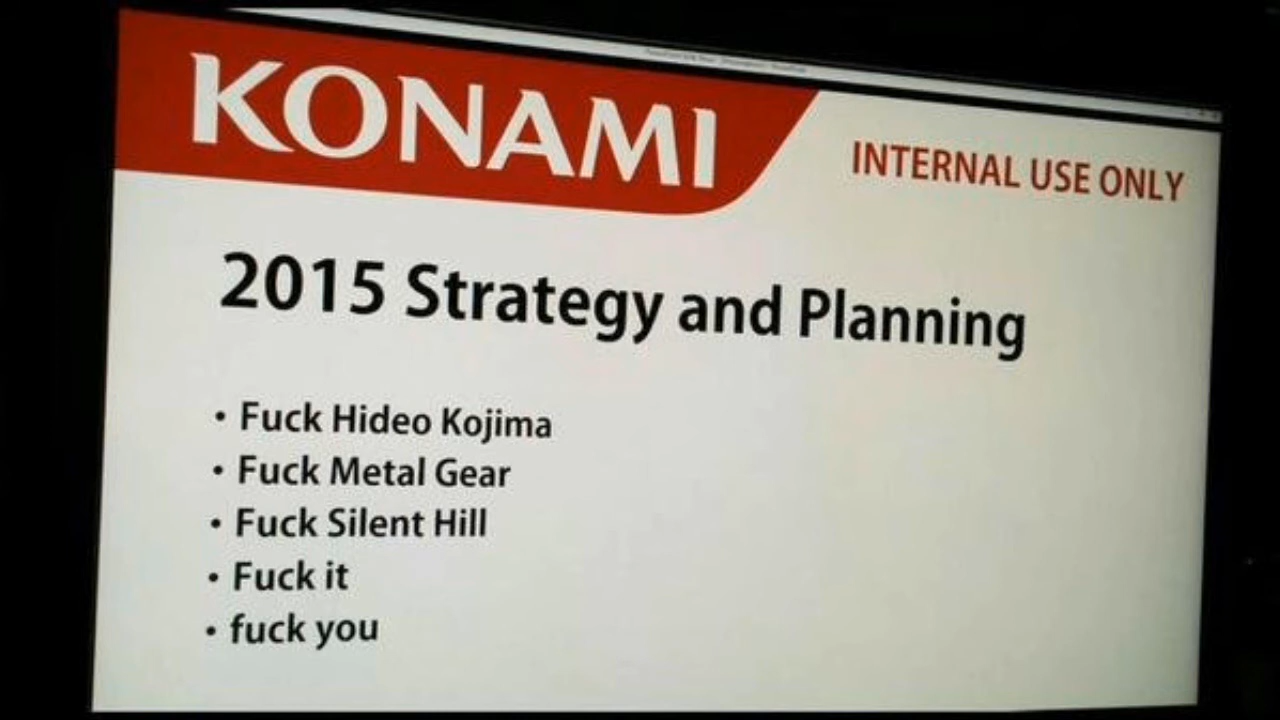 KONAMI
INTERNAL USE ONLY
2015 Strategy and Planning
• Fuck Hideo Kojima
• Fuck Metal Gear
• Fuck Silent Hill
• Fuck it
• fuck you